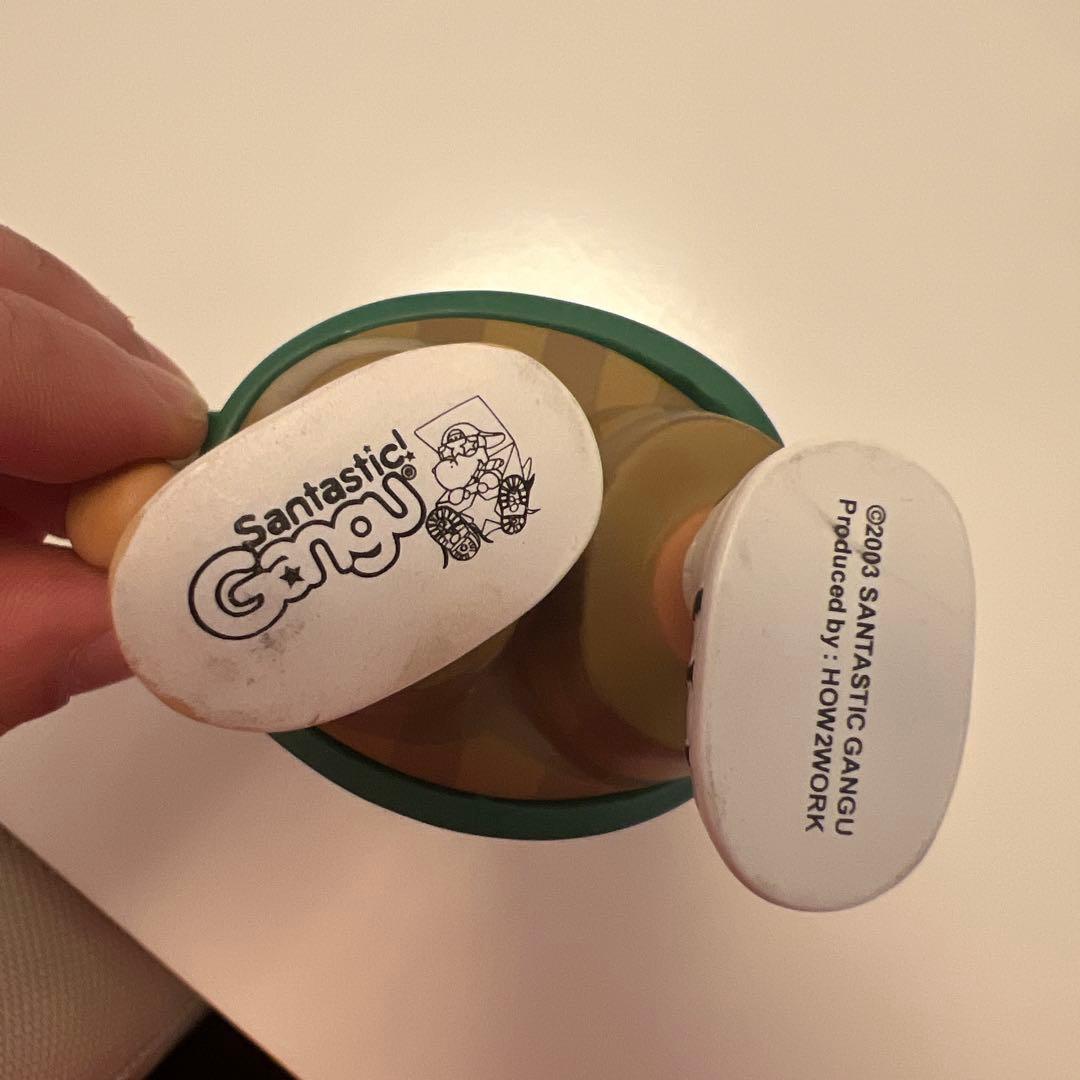 Santastic!
Gangu®
©2003 SANTASTIC GANGU
Produced by : HOW2WORK